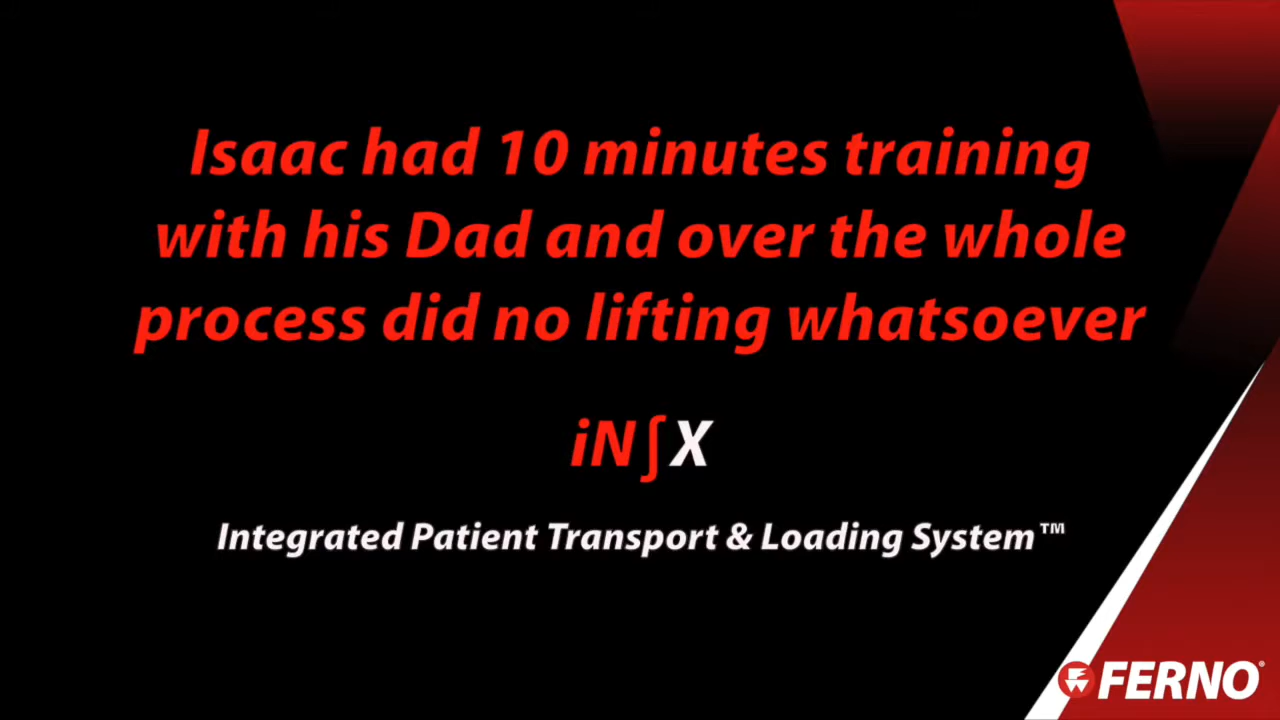 Isaac had 10 minutes training
with his Dad and over the whole
process did no lifting whatsoever
iN∫X
Integrated Patient Transport & Loading System™
FERNO®